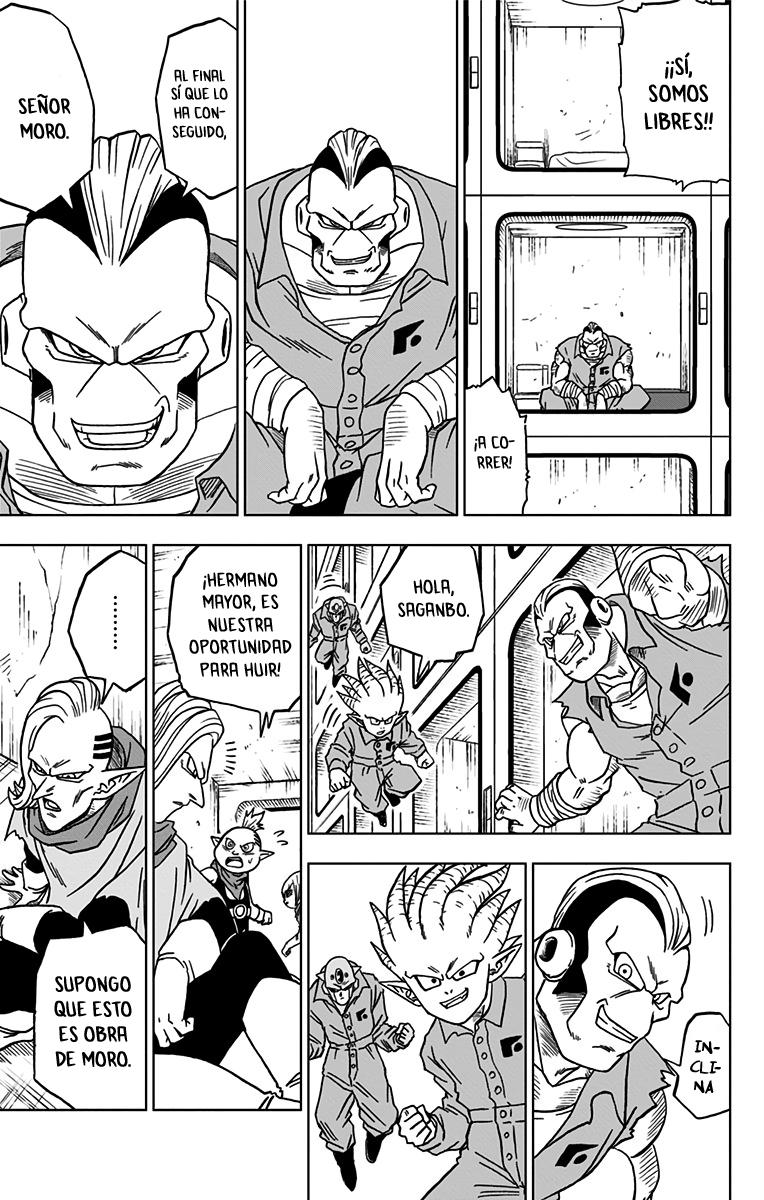 ¡¡SÍ,
SOMOS
LIBRES!!
¡A CO-
RRER!
AL FINAL
SÍ QUE LO
HA CON-
SEGUIDO,
SEÑOR
MORO.
HOLA,
SAGANBO.
IN-
CLI-
NA
¡HERMANO
MAYOR, ES
NUESTRA
OPORTUNIDAD
PARA HUIR!
........
SUPONGO
QUE ESTO
ES OBRA
DE MORO.